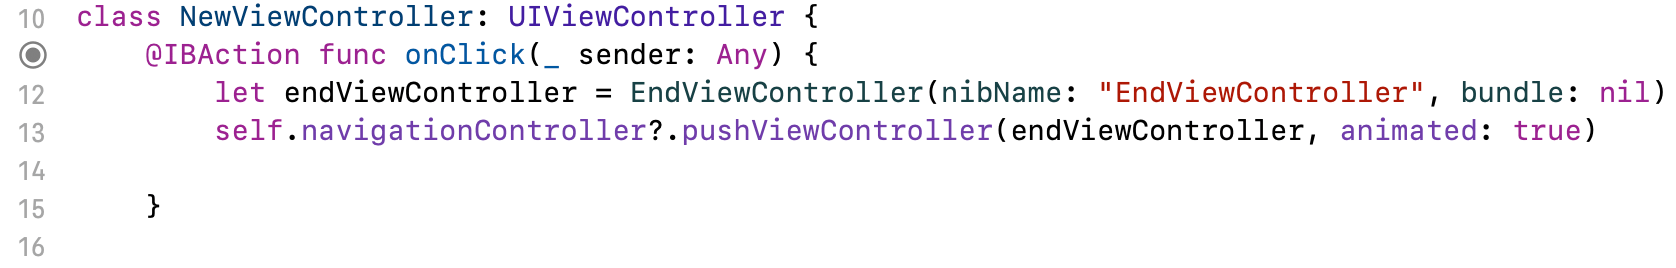 10 class NewViewController: UIViewController {
@IBAction func onClick(_ sender: Any) {
12 let endViewController = EndViewController(nibName: "EndViewController", bundle: nil)
13 self.navigationController?.pushViewController(endViewController, animated: true)
14
15 }
16